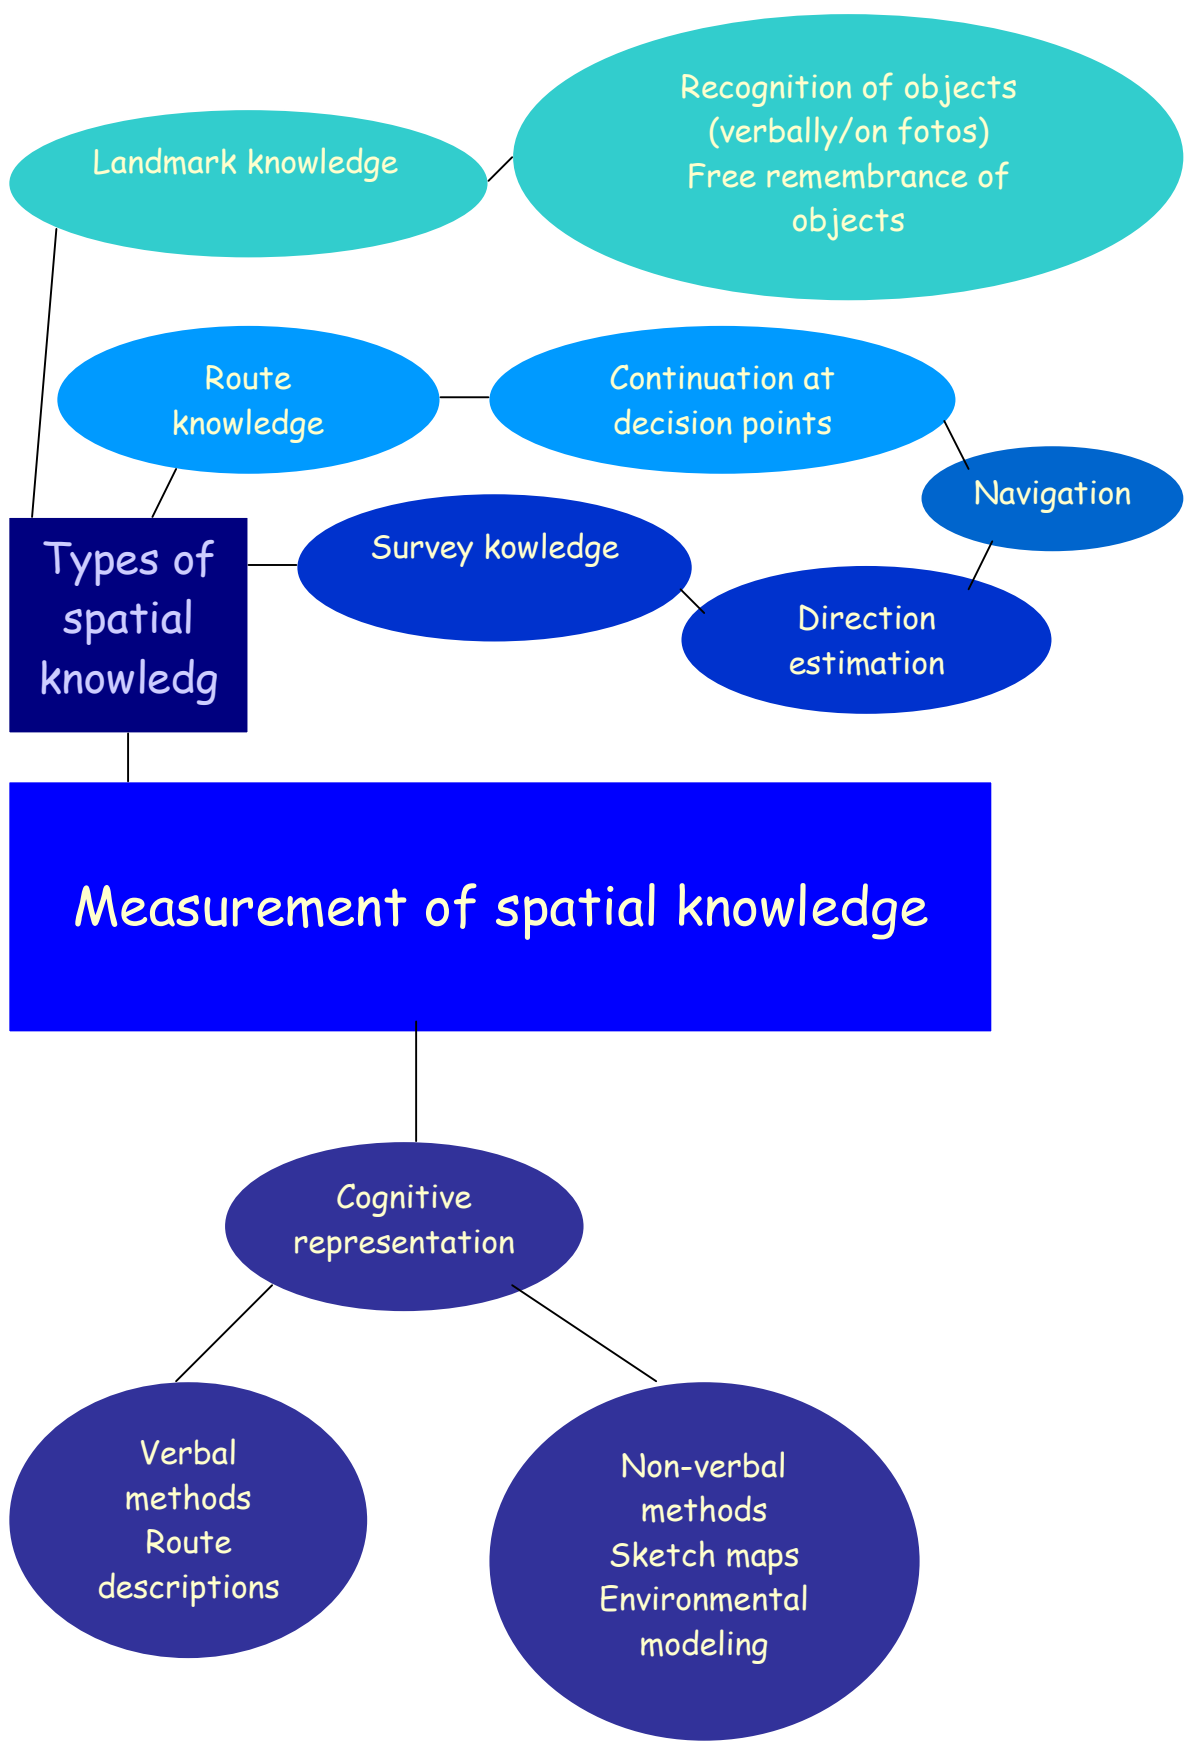 Recognition of objects
(verbally/on fotos)
Free remembrance of
objects
Landmark knowledge
Route
knowledge
Continuation at
decision points
Navigation
Survey kowledge
Direction
estimation
Types of
spatial
knowledg
Measurement of spatial knowledge
Cognitive
representation
Verbal
methods
Route
descriptions
Non-verbal
methods
Sketch maps
Environmental
modeling